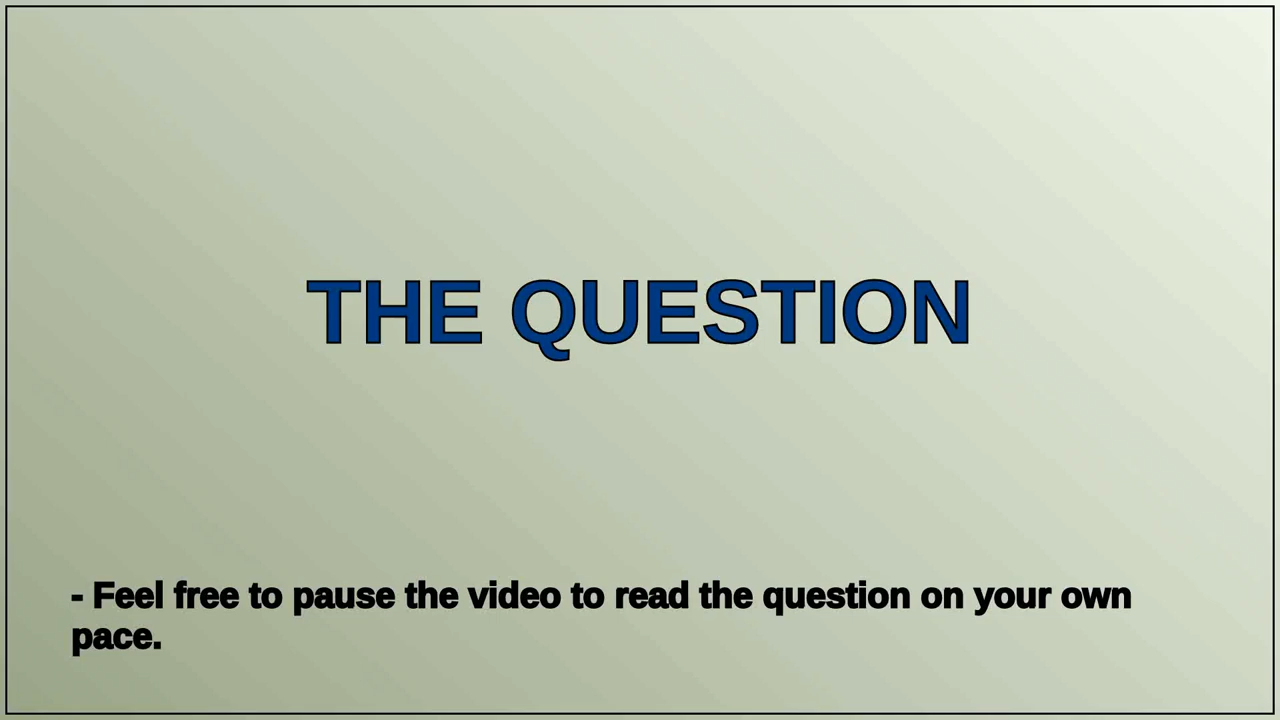 THE QUESTION
- Feel free to pause the video to read the question on your own
pace.